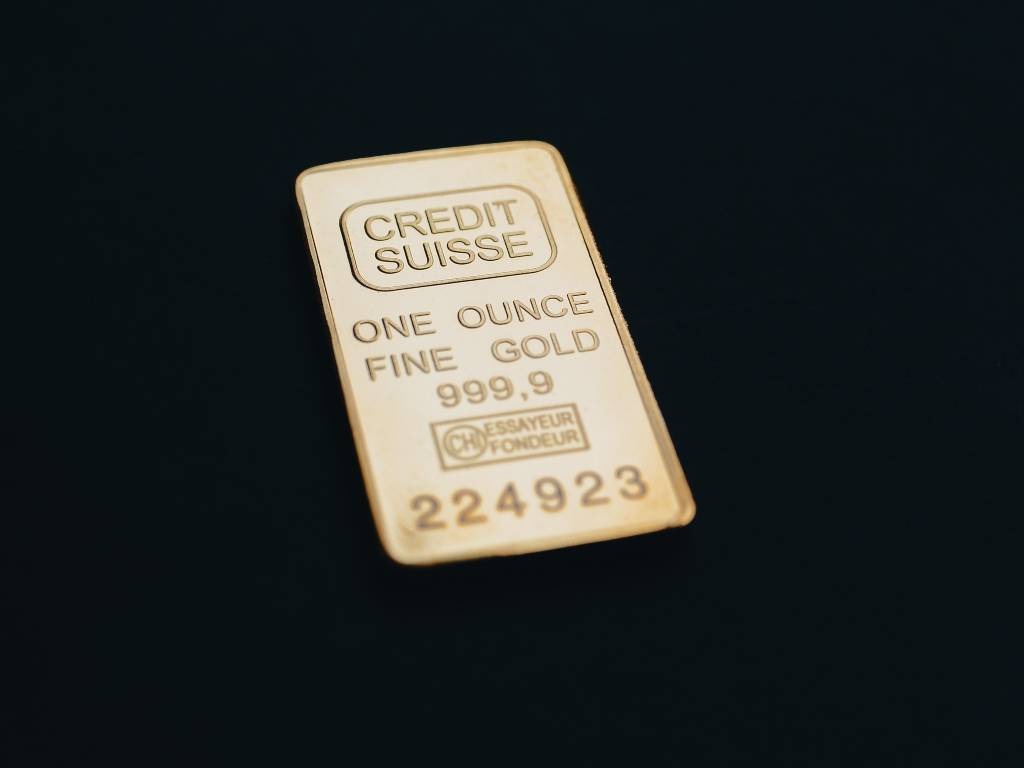 CREDIT
SUISSE
ONE OUNCE
FINE GOLD
999,9
CHI ESSAYEUR
FONDEUR
224923